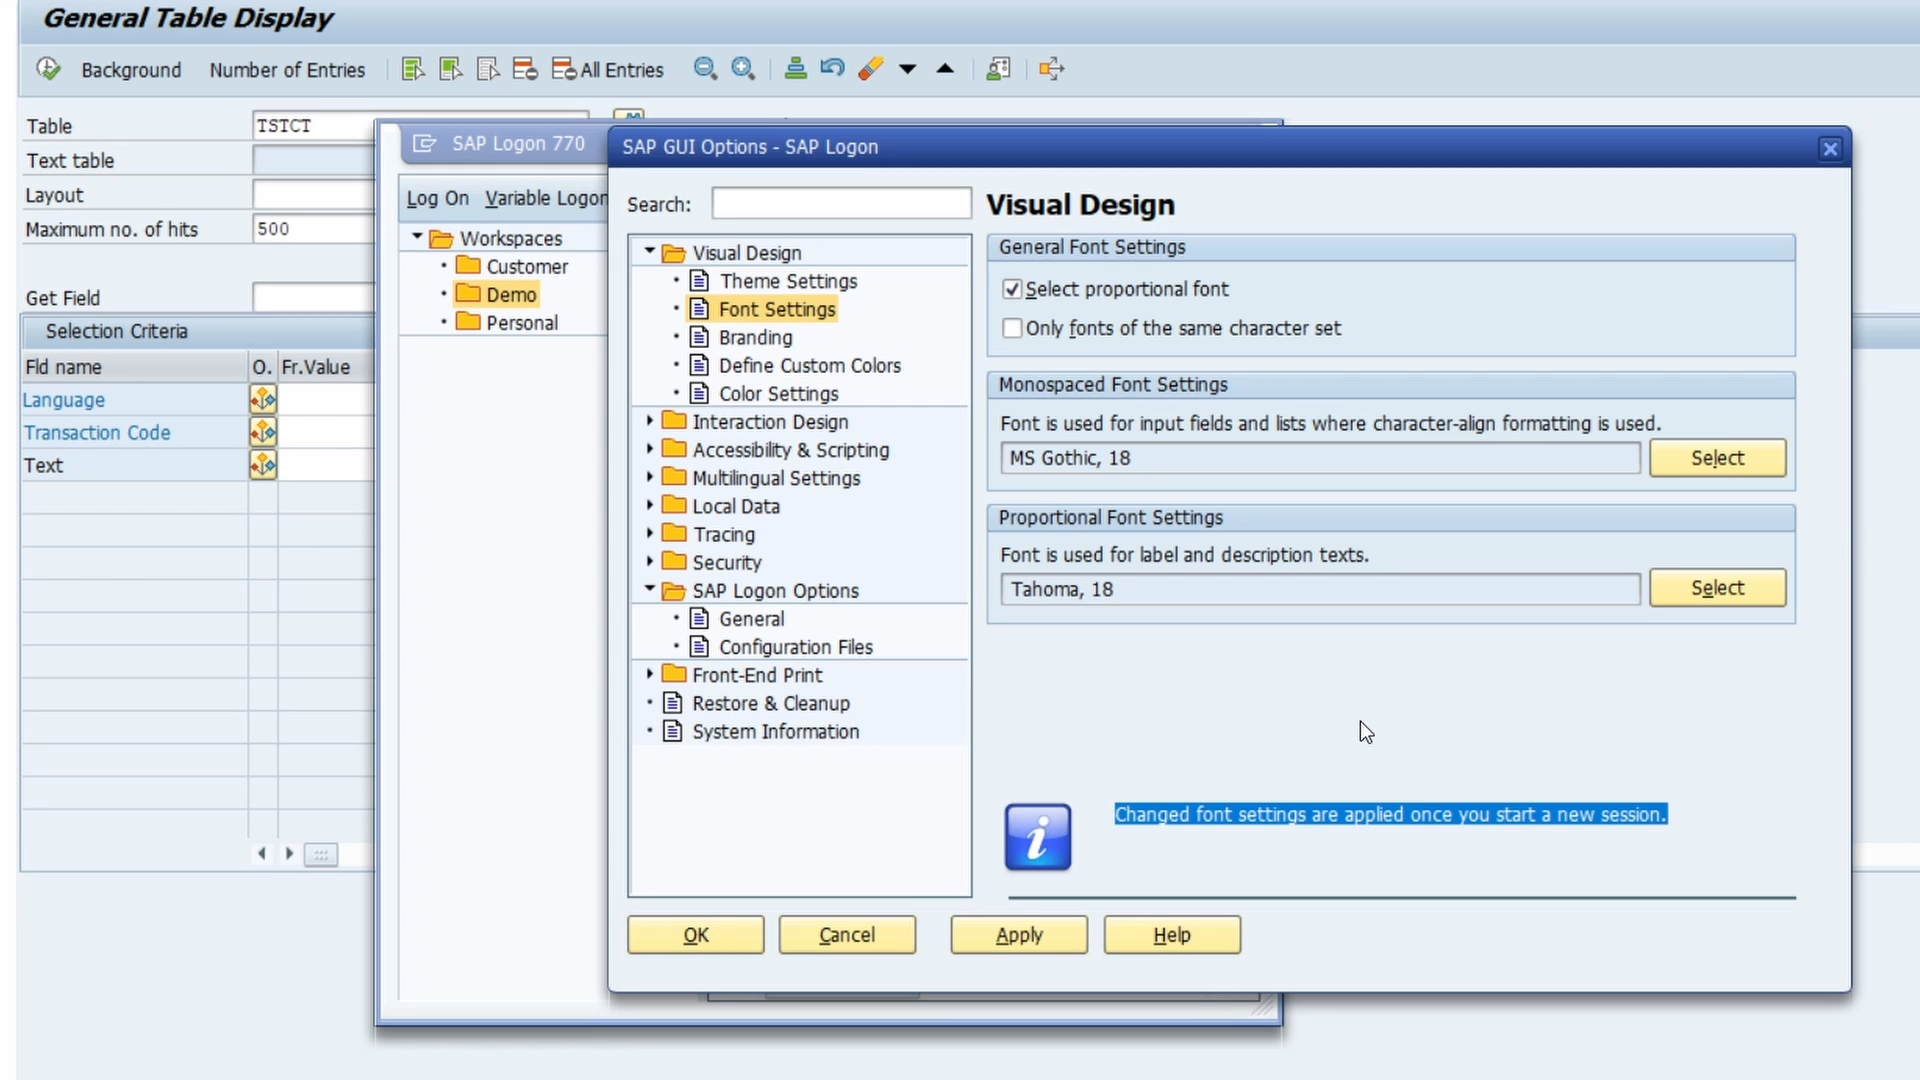 General Table Display
Background Number of Entries All Entries
Table TSTCT
Text table
Layout
Maximum no. of hits 500
Get Field
Selection Criteria
Fld name O. Fr.Value
Language
Transaction Code
Text
SAP Logon 770
Log On Variable Logon
Workspaces
Customer
Demo
Personal
SAP GUI Options - SAP Logon
Search:
Visual Design
Theme Settings
Font Settings
Branding
Define Custom Colors
Color Settings
Interaction Design
Accessibility & Scripting
Multilingual Settings
Local Data
Tracing
Security
SAP Logon Options
General
Configuration Files
Front-End Print
Restore & Cleanup
System Information
Visual Design
General Font Settings
Select proportional font
Only fonts of the same character set
Monospaced Font Settings
Font is used for input fields and lists where character-align formatting is used.
MS Gothic, 18 Select
Proportional Font Settings
Font is used for label and description texts.
Tahoma, 18 Select
Changed font settings are applied once you start a new session.
OK Cancel Apply Help